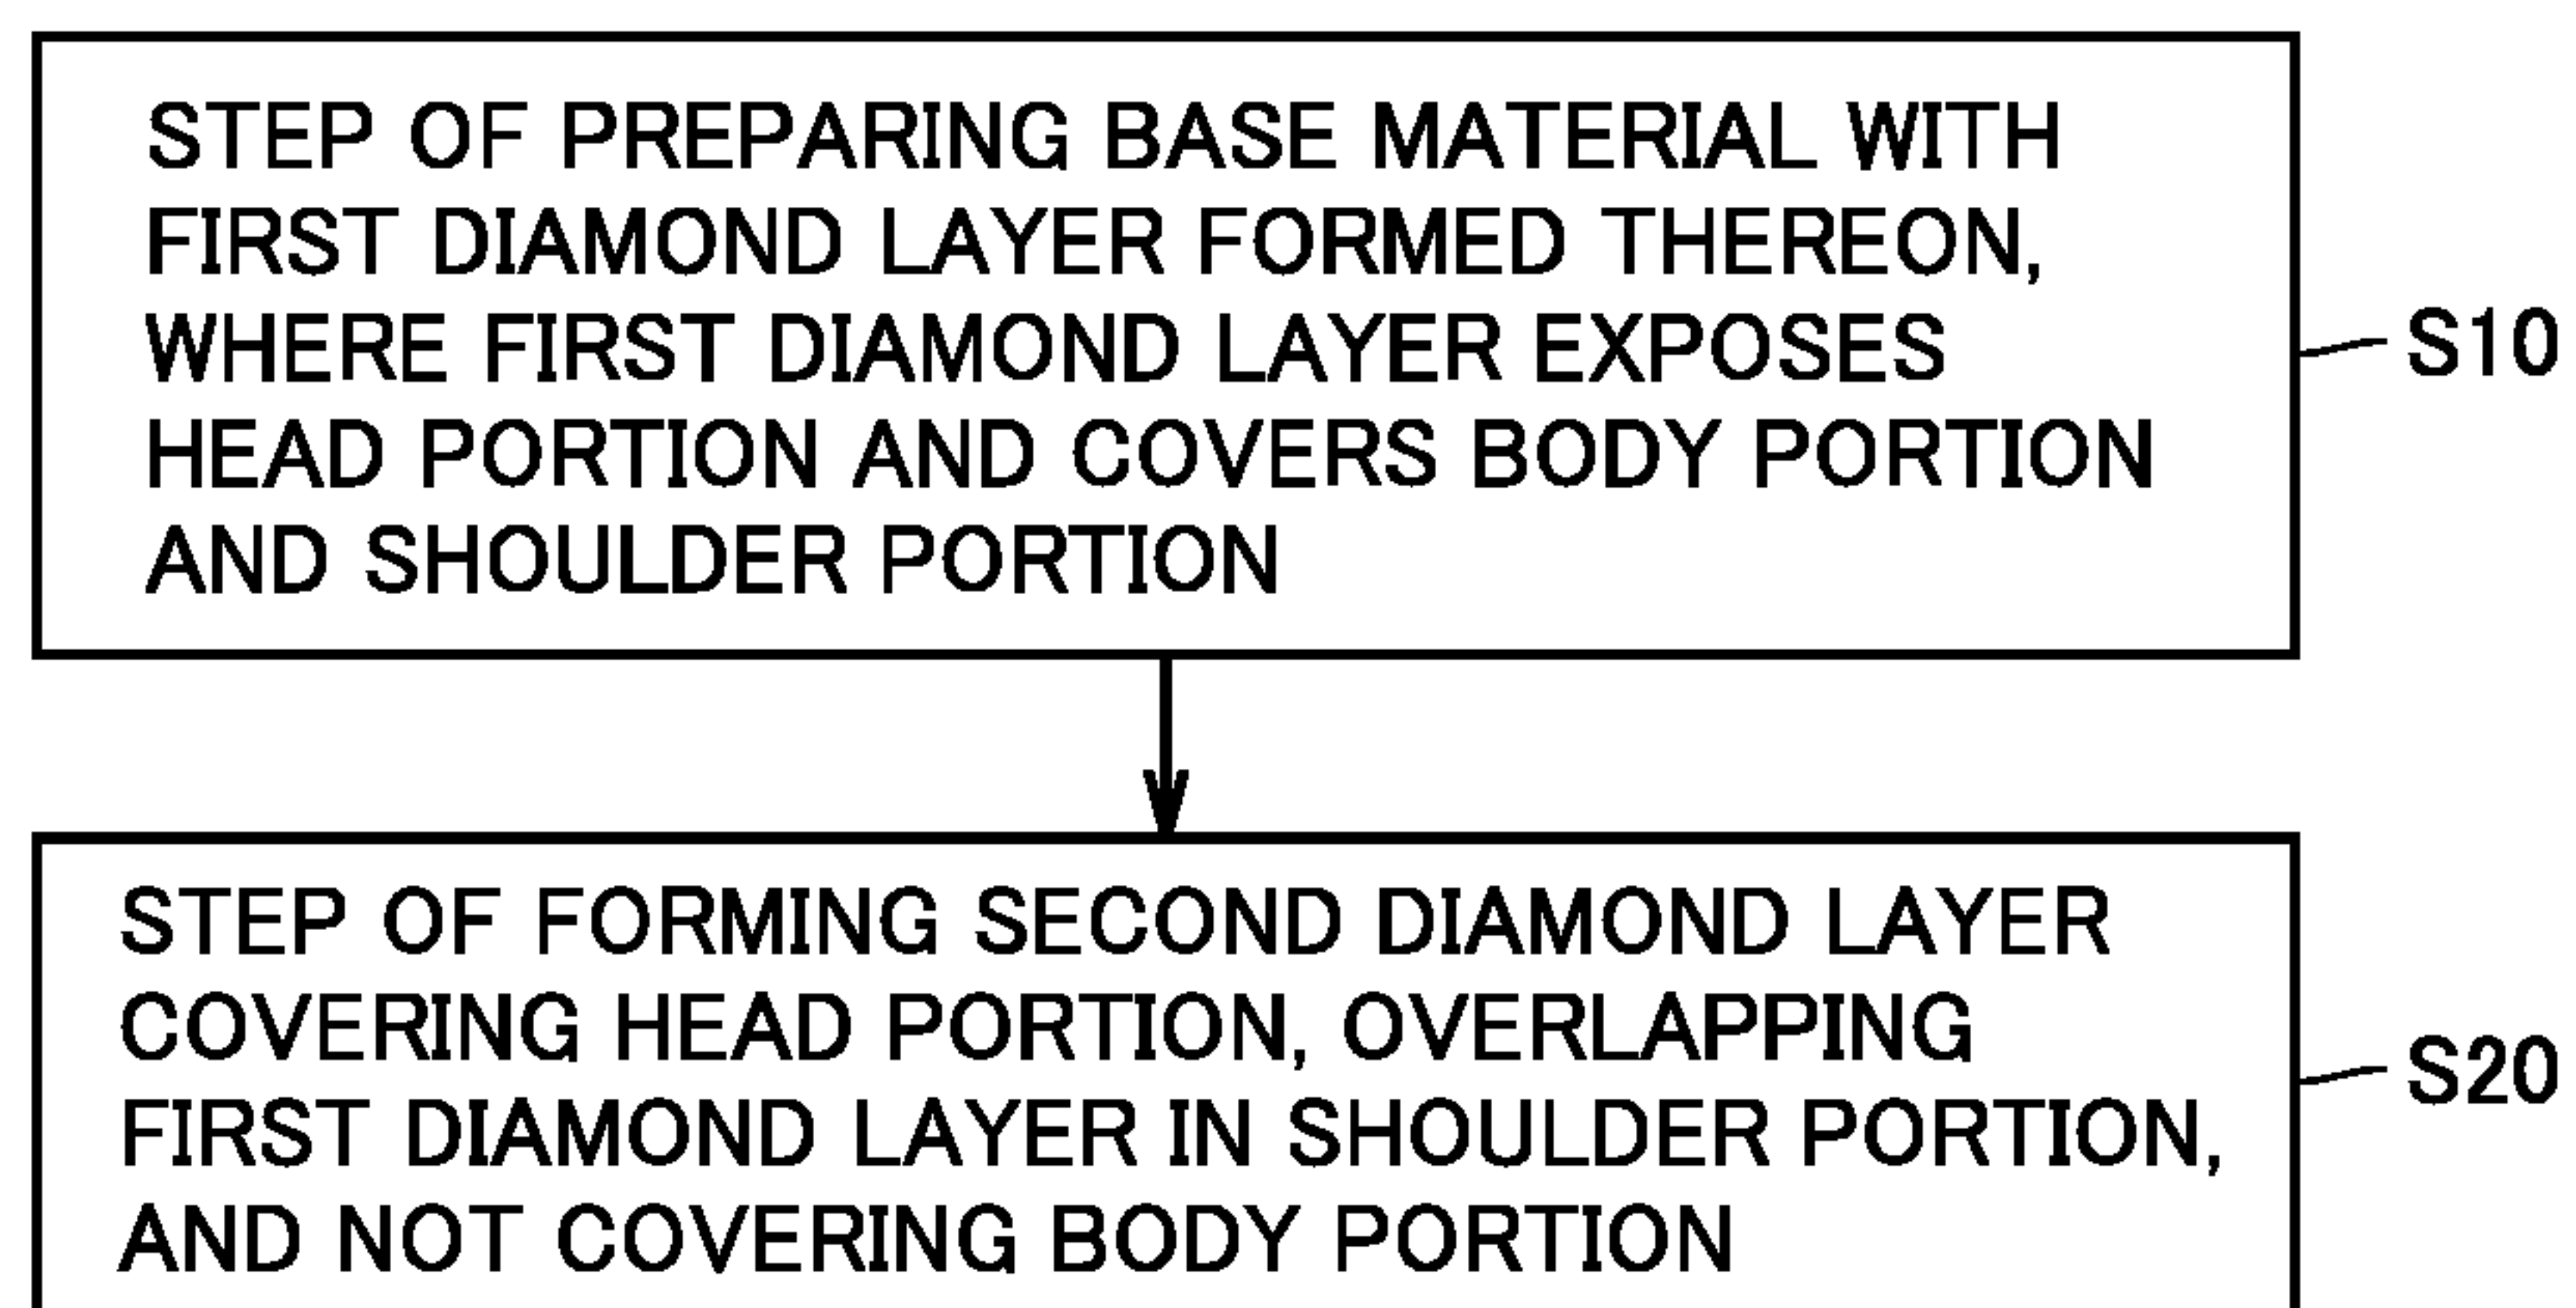 STEP OF PREPARING BASE MATERIAL WITH
FIRST DIAMOND LAYER FORMED THEREON,
WHERE FIRST DIAMOND LAYER EXPOSES
HEAD PORTION AND COVERS BODY PORTION
AND SHOULDER PORTION
S10
STEP OF FORMING SECOND DIAMOND LAYER
COVERING HEAD PORTION, OVERLAPPING
FIRST DIAMOND LAYER IN SHOULDER PORTION,
AND NOT COVERING BODY PORTION
S20